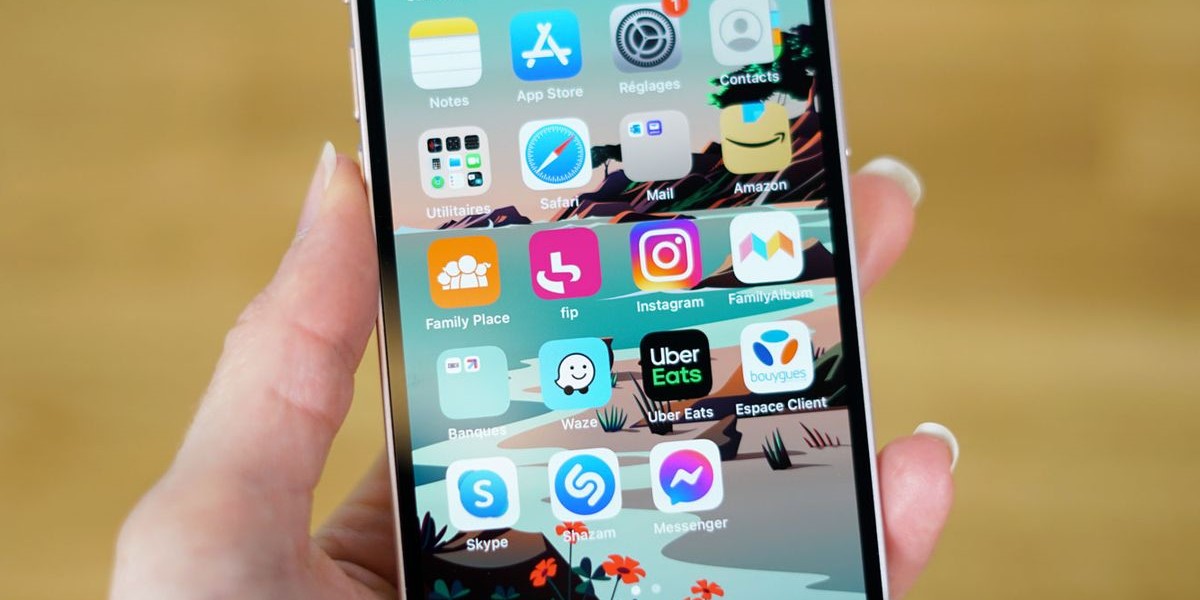 1
Notes
App Store
Réglages
Contacts
Utilitaires
Safari
Mail
Amazon
Family Place
fip
Instagram
FamilyAlbum
Uber
Eats
bouygues
Banques
Waze
Uber Eats
Espace Client
S
Skype
Shazam
Messenger